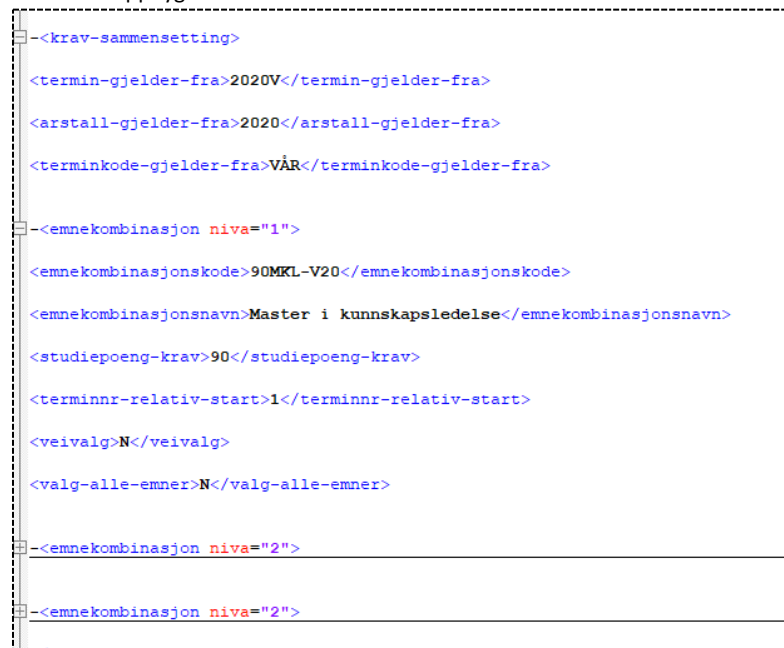 -<krav-sammensetting>
<termin-gjelder-fra>2020V</termin-gjelder-fra>
<arstall-gjelder-fra>2020</arstall-gjelder-fra>
<terminkode-gjelder-fra>VÅR</terminkode-gjelder-fra>
-<emnekombinasjon niva="1">
<emnekombinasjonskode>90MKL-V20</emnekombinasjonskode>
<emnekombinasjonsnavn>Master i kunnskapsledelse</emnekombinasjonsnavn>
<studiepoeng-krav>90</studiepoeng-krav>
<terminnr-relativ-start>1</terminnr-relativ-start>
<veivalg>N</veivalg>
<valg-alle-emner>N</valg-alle-emner>
-<emnekombinasjon niva="2">
-<emnekombinasjon niva="2">